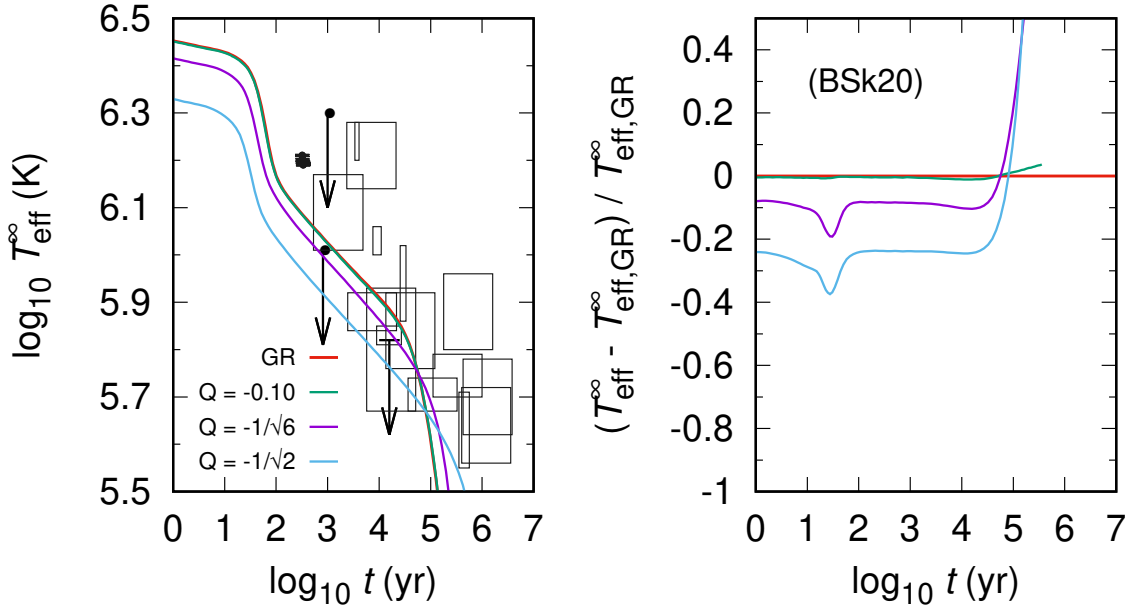 log₁₀ T∞eff (K)
6.5
6.3
6.1
5.9
5.7
5.5
GR
Q = -0.10
Q = -1/√6
Q = -1/√2
0 1 2 3 4 5 6 7
log₁₀ t (yr)
(T∞eff - T∞eff,GR) / T∞eff,GR
0.4
0.2
0
-0.2
-0.4
-0.6
-0.8
-1
(BSk20)
0 1 2 3 4 5 6 7
log₁₀ t (yr)